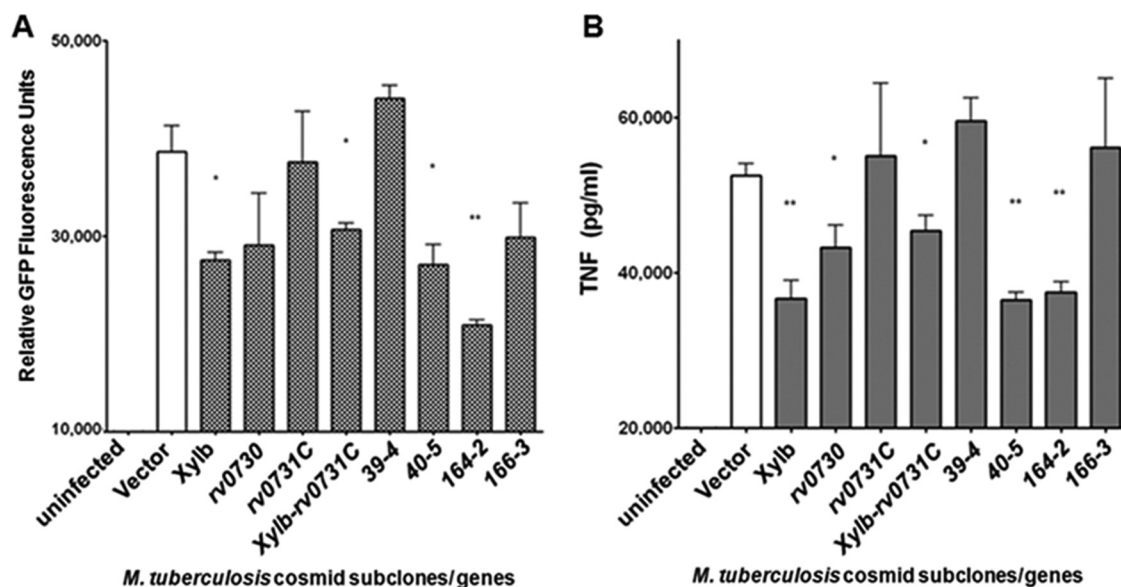 A
Relative GFP Fluorescence Units
50,000
30,000
10,000
*
*
*
**
uninfected
Vector
Xylb
rv0730
rv0731C
Xylb-rv0731C
39-4
40-5
164-2
166-3
M. tuberculosis cosmid subclones/genes
B
TNF (pg/ml)
60,000
40,000
20,000
**
*
*
**
**
uninfected
Vector
Xylb
rv0730
rv0731C
Xylb-rv0731C
39-4
40-5
164-2
166-3
M. tuberculosis cosmid subclones/genes